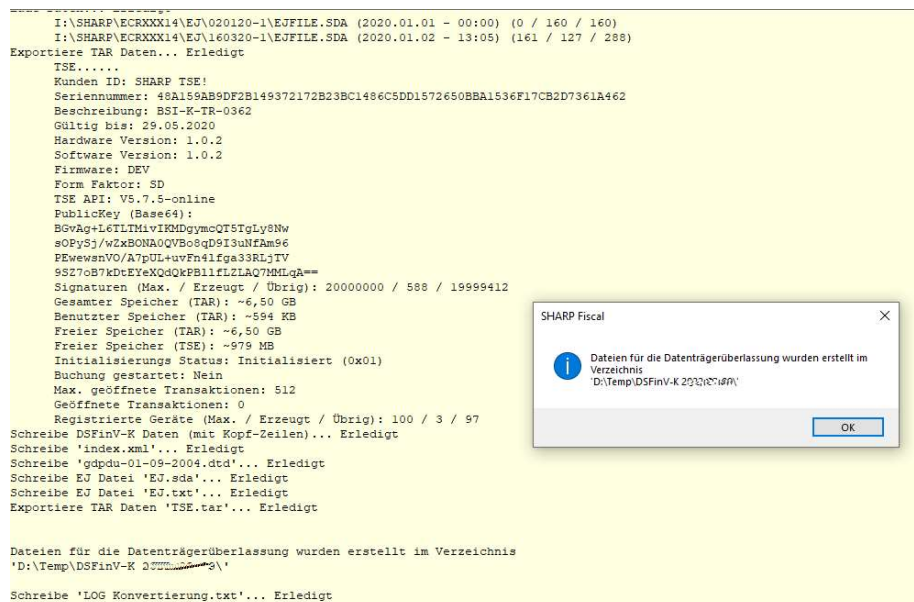 I:\SHARP\ECRXXX14\EJ\020120-1\EJFILE.SDA (2020.01.01 - 00:00) (0 / 160 / 160)
I:\SHARP\ECRXXX14\EJ\160320-1\EJFILE.SDA (2020.01.02 - 13:05) (161 / 127 / 288)
Exportiere TAR Daten... Erledigt
TSE......
Kunden ID: SHARP TSE!
Seriennummer: 48A159AB9DF2B149372172B23BC1486C5DD1572650BBA1536F17CB2D7361A462
Beschreibung: BSI-K-TR-0362
Gültig bis: 29.05.2020
Hardware Version: 1.0.2
Software Version: 1.0.2
Firmware: DEV
Form Faktor: SD
TSE API: V5.7.5-online
PublicKey (Base64):
BGvAg+L6TLTMivIKMDgymcQT5TgLy8Nw
sOPySj/wZxBONA0QVBo8qD9I3uNfAm96
PEwewsnVO/A7pUL+uvFn4lfga33RLjTV
9SZ7oB7kDtEYeXQdQkPBllfLZLAQ7MMLqA==
Signaturen (Max. / Erzeugt / Übrig): 20000000 / 588 / 19999412
Gesamter Speicher (TAR): ~6,50 GB
Benutzter Speicher (TAR): ~594 KB
Freier Speicher (TAR): ~6,50 GB
Freier Speicher (TSE): ~979 MB
Initialisierungs Status: Initialisiert (0x01)
Buchung gestartet: Nein
Max. geöffnete Transaktionen: 512
Geöffnete Transaktionen: 0
Registrierte Geräte (Max. / Erzeugt / Übrig): 100 / 3 / 97
Schreibe DSFinV-K Daten (mit Kopf-Zeilen)... Erledigt
Schreibe 'index.xml'... Erledigt
Schreibe 'gdpdu-01-09-2004.dtd'... Erledigt
Schreibe EJ Datei 'EJ.sda'... Erledigt
Schreibe EJ Datei 'EJ.txt'... Erledigt
Exportiere TAR Daten 'TSE.tar'... Erledigt
Dateien für die Datenträgerüberlassung wurden erstellt im Verzeichnis
'D:\Temp\DSFinV-K
Schreibe 'LOG Konvertierung.txt'... Erledigt
SHARP Fiscal
Dateien für die Datenträgerüberlassung wurden erstellt im
Verzeichnis
'D:\Temp\DSFinV-K
OK